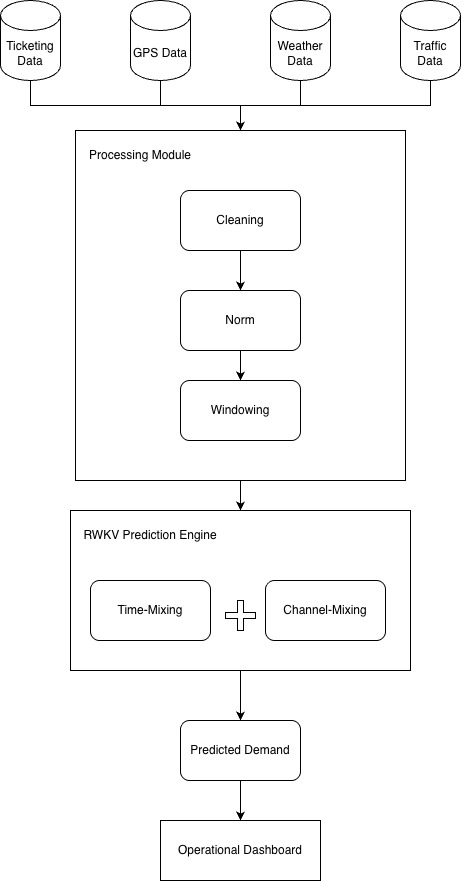 Ticketing
Data
GPS Data
Weather
Data
Traffic
Data
Processing Module
Cleaning
Norm
Windowing
RWKV Prediction Engine
Time-Mixing
Channel-Mixing
Predicted Demand
Operational Dashboard